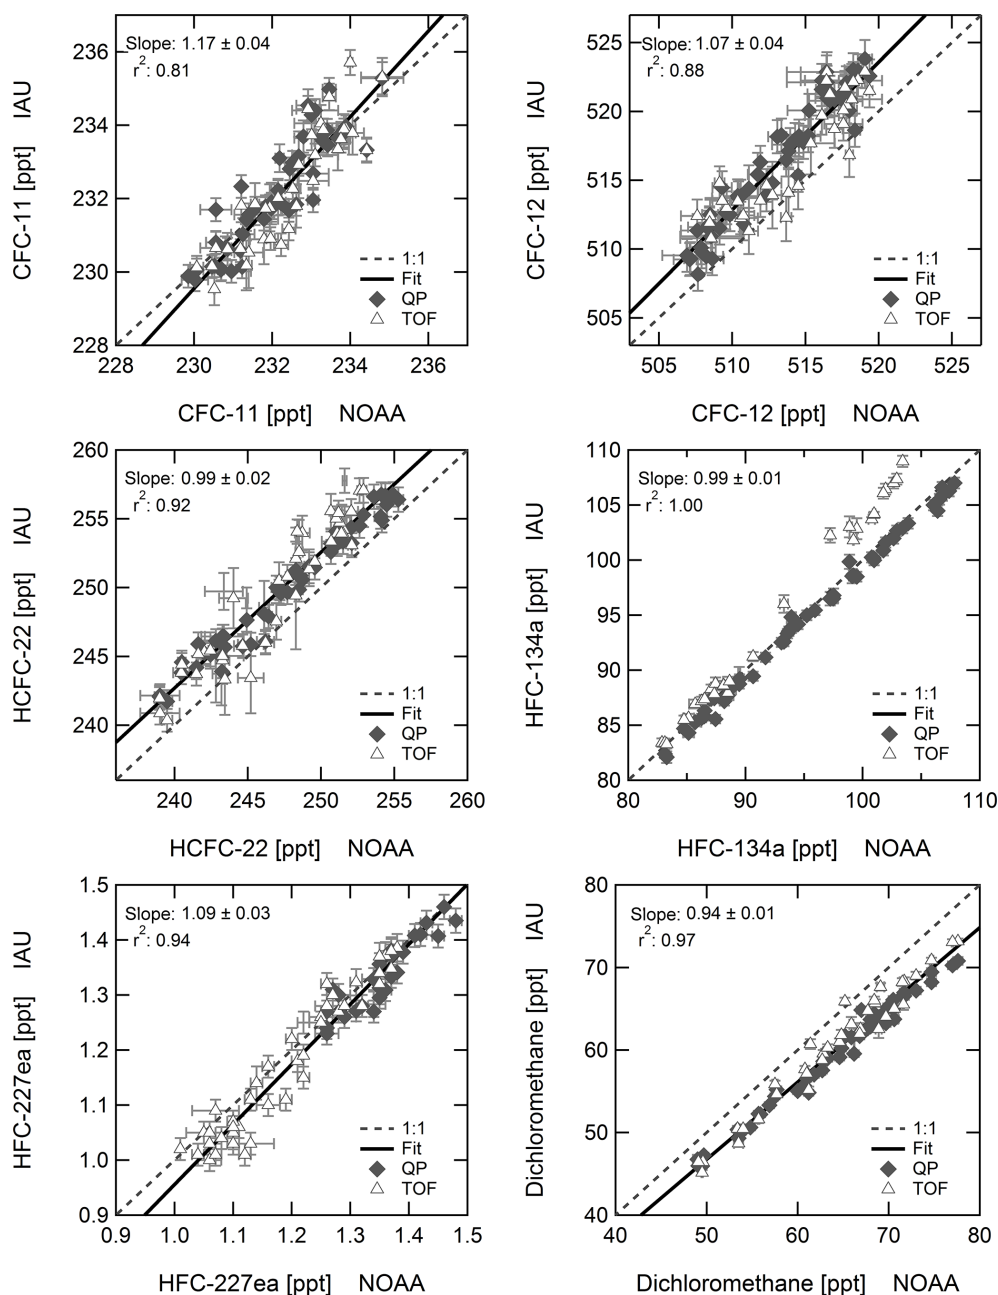 Slope: 1.17 ± 0.04
r2: 0.81
236
234
232
230
228
228
230
232
234
236
CFC-11 [ppt] IAU
CFC-11 [ppt] NOAA
1:1
Fit
QP
TOF
Slope: 1.07 ± 0.04
r2: 0.88
525
520
515
510
505
505
510
515
520
525
CFC-12 [ppt] IAU
CFC-12 [ppt] NOAA
1:1
Fit
QP
TOF
Slope: 0.99 ± 0.02
r2: 0.92
260
255
250
245
240
240
245
250
255
260
HCFC-22 [ppt] IAU
HCFC-22 [ppt] NOAA
1:1
Fit
QP
TOF
Slope: 0.99 ± 0.01
r2: 1.00
110
105
100
95
90
85
80
80
90
100
110
HFC-134a [ppt] IAU
HFC-134a [ppt] NOAA
1:1
Fit
QP
TOF
Slope: 1.09 ± 0.03
r2: 0.94
1.5
1.4
1.3
1.2
1.1
1.0
0.9
0.9
1.0
1.1
1.2
1.3
1.4
1.5
HFC-227ea [ppt] IAU
HFC-227ea [ppt] NOAA
1:1
Fit
QP
TOF
Slope: 0.94 ± 0.01
r2: 0.97
80
70
60
50
40
40
50
60
70
80
Dichloromethane [ppt] IAU
Dichloromethane [ppt] NOAA
1:1
Fit
QP
TOF